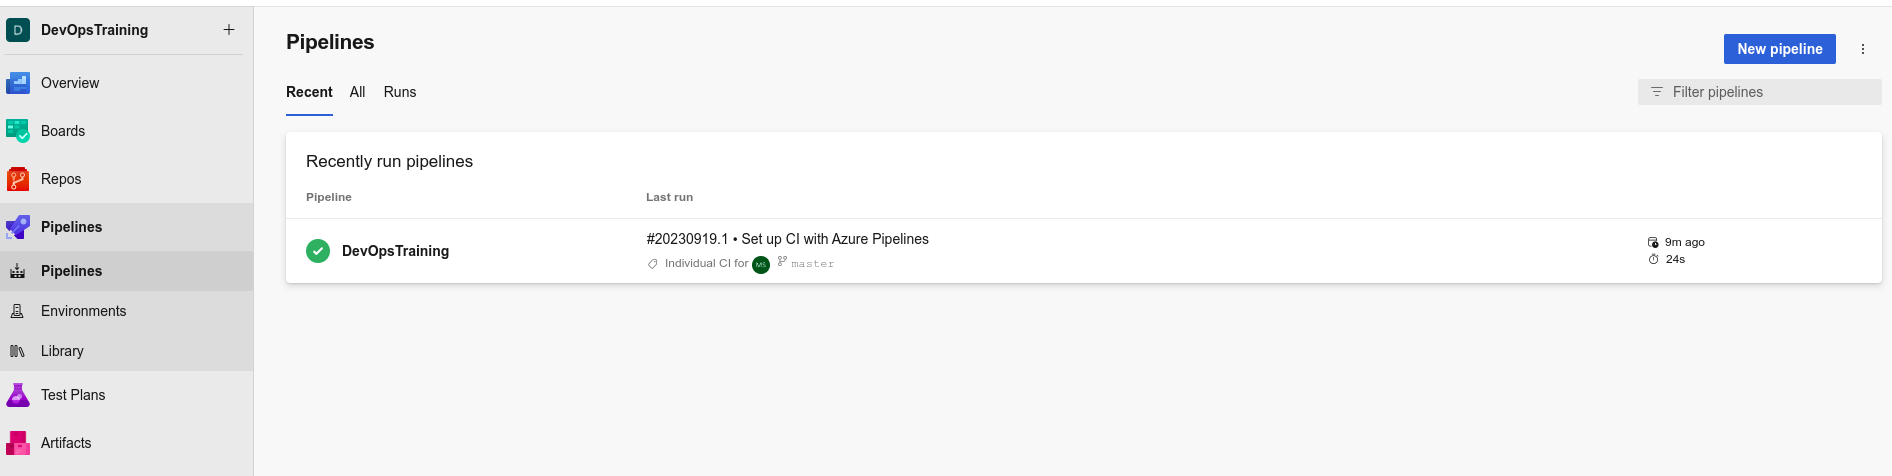 D DevOpsTraining +
Overview
Boards
Repos
Pipelines
Pipelines
Environments
Library
Test Plans
Artifacts
Pipelines
New pipeline
Recent All Runs
Filter pipelines
Recently run pipelines
Pipeline Last run
DevOpsTraining
#20230919.1 • Set up CI with Azure Pipelines
Individual CI for MS master
9m ago
24s